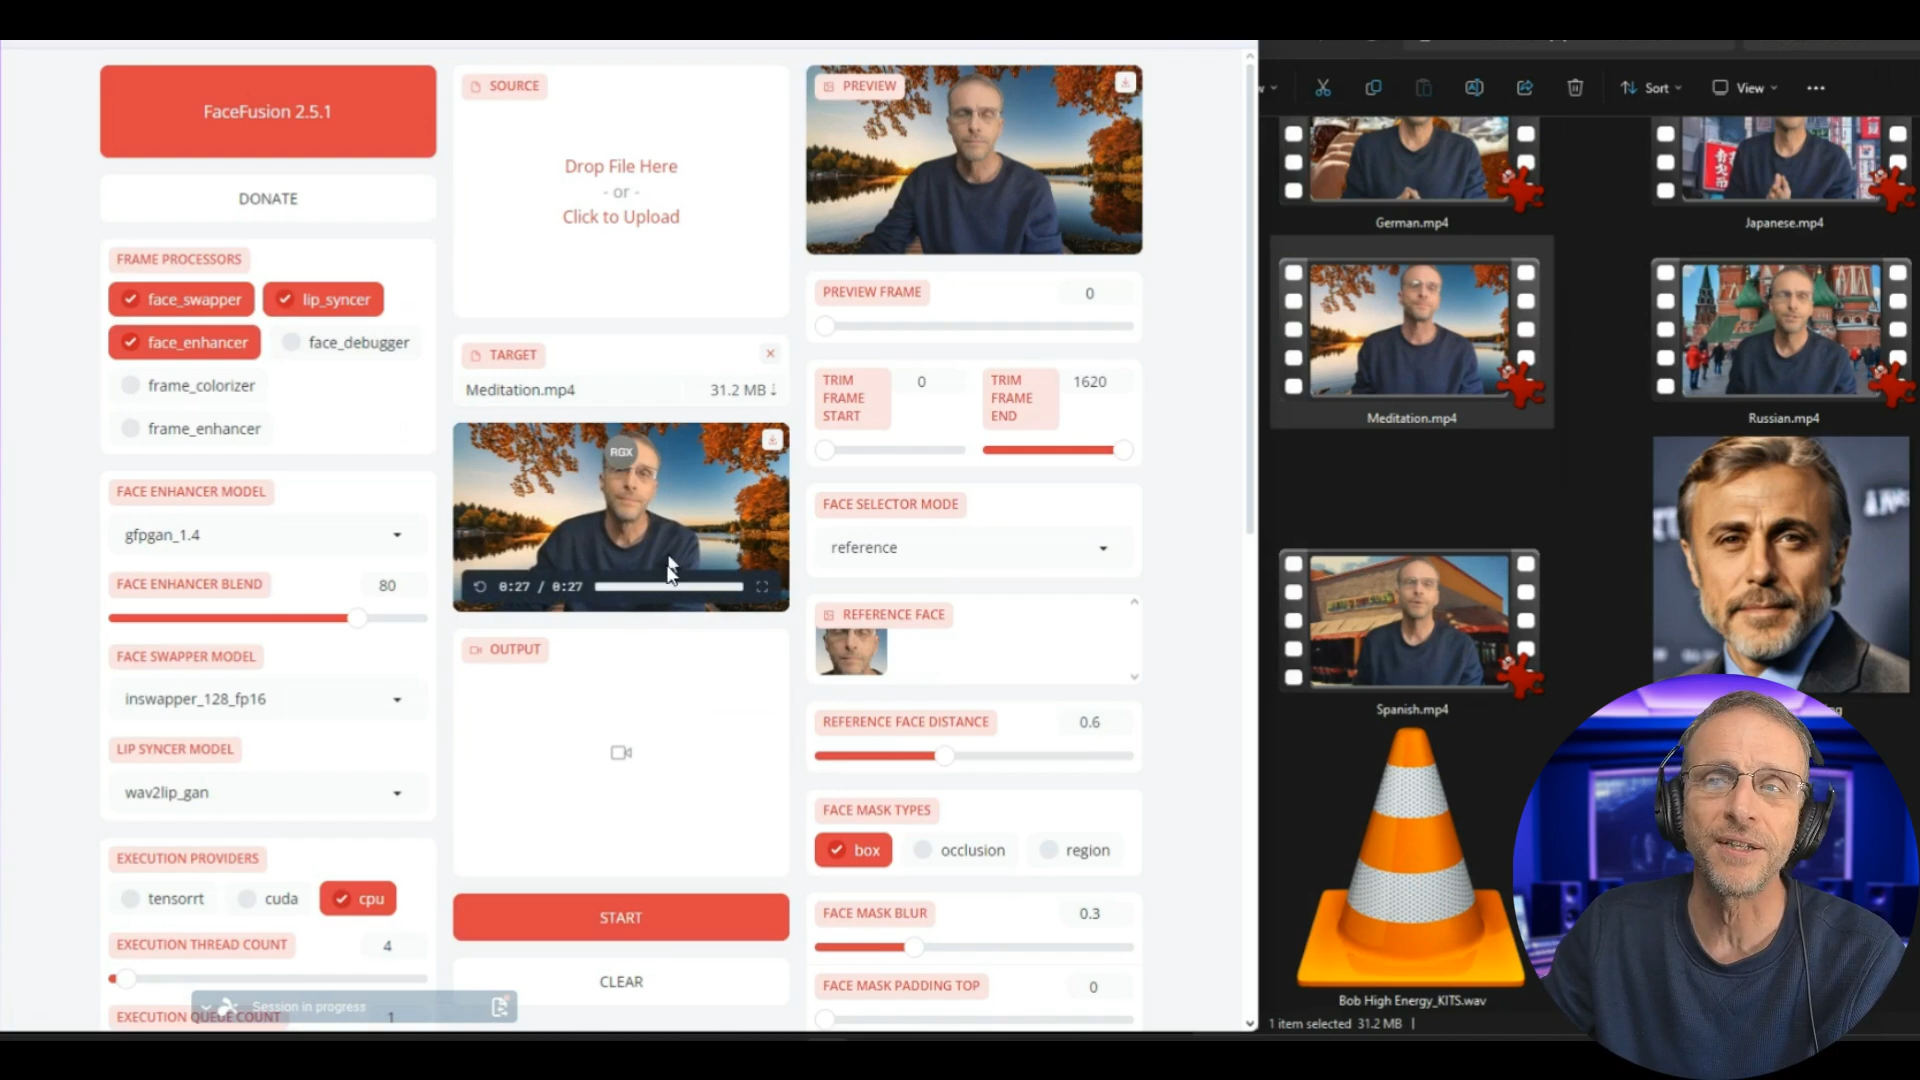 FaceFusion 2.5.1
DONATE
FRAME PROCESSORS
face_swapper
lip_syncer
face_enhancer
face_debugger
frame_colorizer
frame_enhancer
FACE ENHANCER MODEL
gfpgan_1.4
FACE ENHANCER BLEND
80
FACE SWAPPER MODEL
inswapper_128_fp16
LIP SYNCER MODEL
wav2lip_gan
EXECUTION PROVIDERS
tensorrt
cuda
cpu
EXECUTION THREAD COUNT
4
EXECUTION QUEUE COUNT
1
Session in progress
SOURCE
Drop File Here
- or -
Click to Upload
TARGET
Meditation.mp4
31.2 MB ↓
RGX
0:27 / 0:27
OUTPUT
START
CLEAR
PREVIEW
PREVIEW FRAME
0
TRIM
FRAME
START
0
TRIM
FRAME
END
1620
FACE SELECTOR MODE
reference
REFERENCE FACE
REFERENCE FACE DISTANCE
0.6
FACE MASK TYPES
box
occlusion
region
FACE MASK BLUR
0.3
FACE MASK PADDING TOP
0
Sort
View
German.mp4
Japanese.mp4
Meditation.mp4
Russian.mp4
Spanish.mp4
Bob High Energy_KITS.wav
1 item selected 31.2 MB